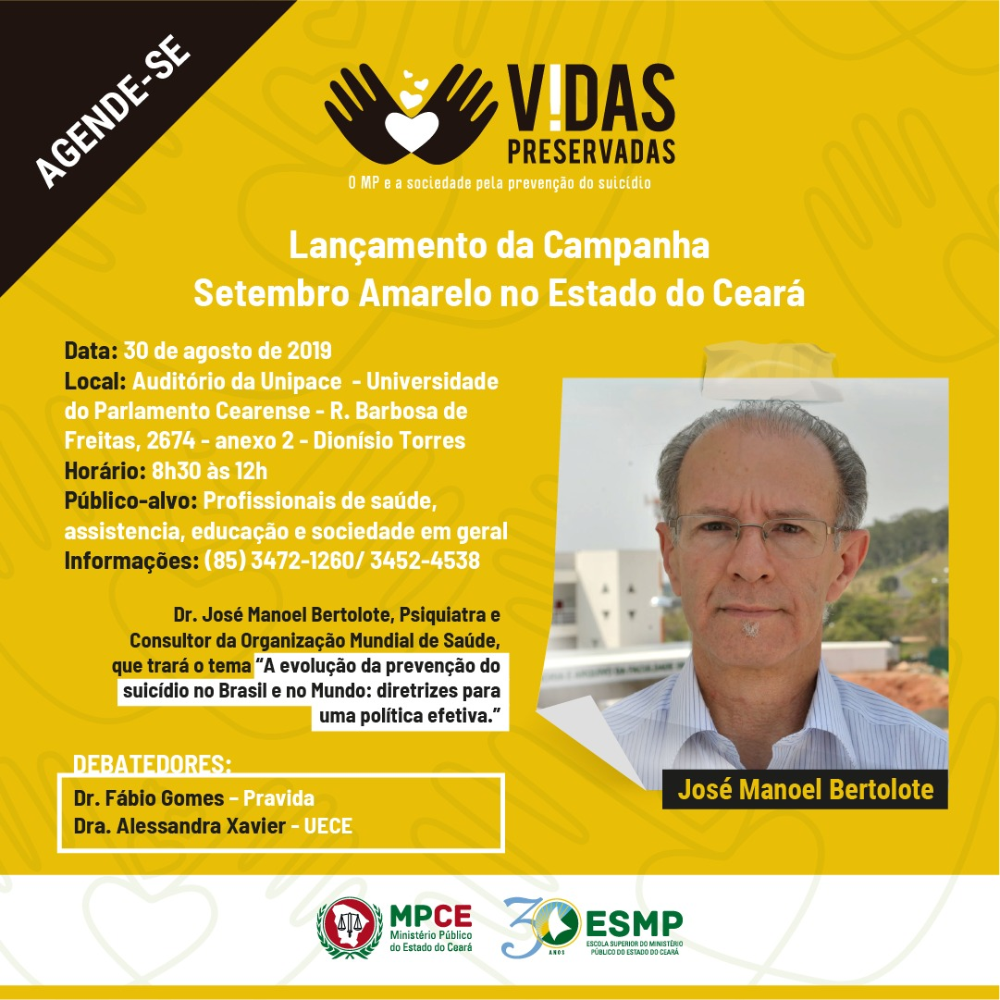 AGENDE-SE
V!DAS
PRESERVADAS
O MP e a sociedade pela prevenção do suicídio
Lançamento da Campanha
Setembro Amarelo no Estado do Ceará
Data: 30 de agosto de 2019
Local: Auditório da Unipace - Universidade
do Parlamento Cearense - R. Barbosa de
Freitas, 2674 - anexo 2 - Dionísio Torres
Horário: 8h30 às 12h
Público-alvo: Profissionais de saúde,
assistencia, educação e sociedade em geral
Informações: (85) 3472-1260/ 3452-4538
Dr. José Manoel Bertolote, Psiquiatra e
Consultor da Organização Mundial de Saúde,
que trará o tema “A evolução da prevenção do
suicídio no Brasil e no Mundo: diretrizes para
uma política efetiva.”
José Manoel Bertolote
DEBATEDORES:
Dr. Fábio Gomes – Pravida
Dra. Alessandra Xavier - UECE
MPCE
Ministério Público
do Estado do Ceará
30
ANOS
ESMP
ESCOLA SUPERIOR DO MINISTÉRIO
PÚBLICO DO ESTADO DO CEARÁ